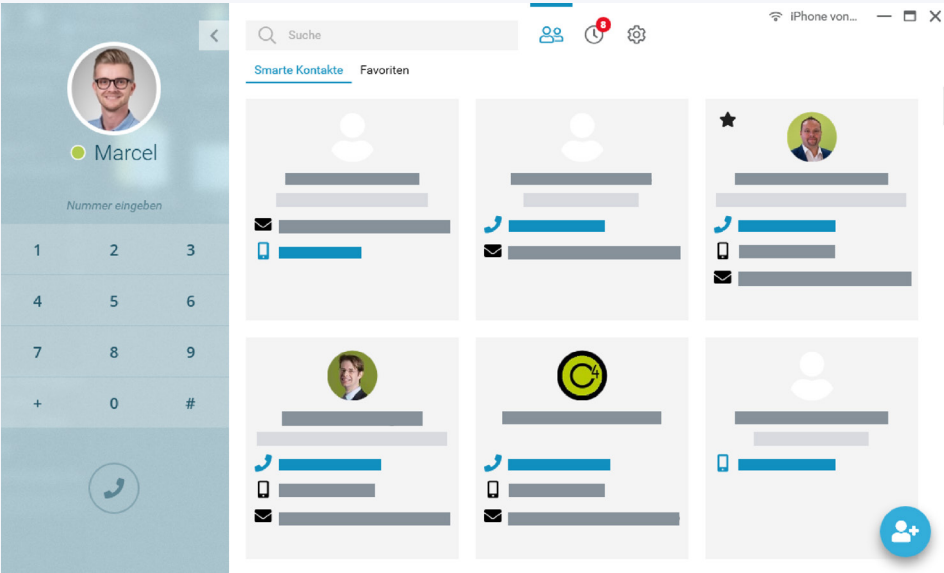 iPhone von...
Suche
8
Smarte Kontakte Favoriten
Marcel
Nummer eingeben
1 2 3
4 5 6
7 8 9
+ 0 #
C4